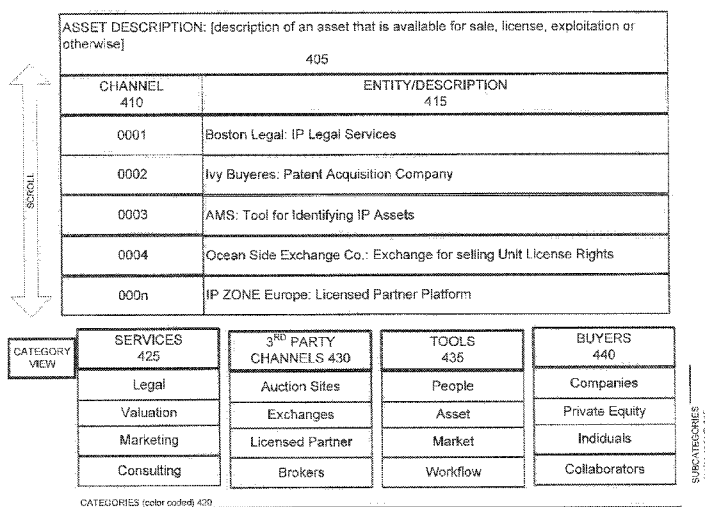 ASSET DESCRIPTION: [description of an asset that is available for sale, license, exploitation or
otherwise]
405
CHANNEL
410
ENTITY/DESCRIPTION
415
0001
Boston Legal: IP Legal Services
0002
Ivy Buyeres: Patent Acquisition Company
0003
AMS: Tool for Identifying IP Assets
0004
Ocean Side Exchange Co.: Exchange for selling Unit License Rights
000n
IP ZONE Europe: Licensed Partner Platform
SCROLL
CATEGORY
VIEW
SERVICES
425
Legal
Valuation
Marketing
Consulting
3RD PARTY
CHANNELS 430
Auction Sites
Exchanges
Licensed Partner
Brokers
TOOLS
435
People
Asset
Market
Workflow
BUYERS
440
Companies
Private Equity
Indiduals
Collaborators
SUBCATEGORIES
CATEGORIES (color coded) 420